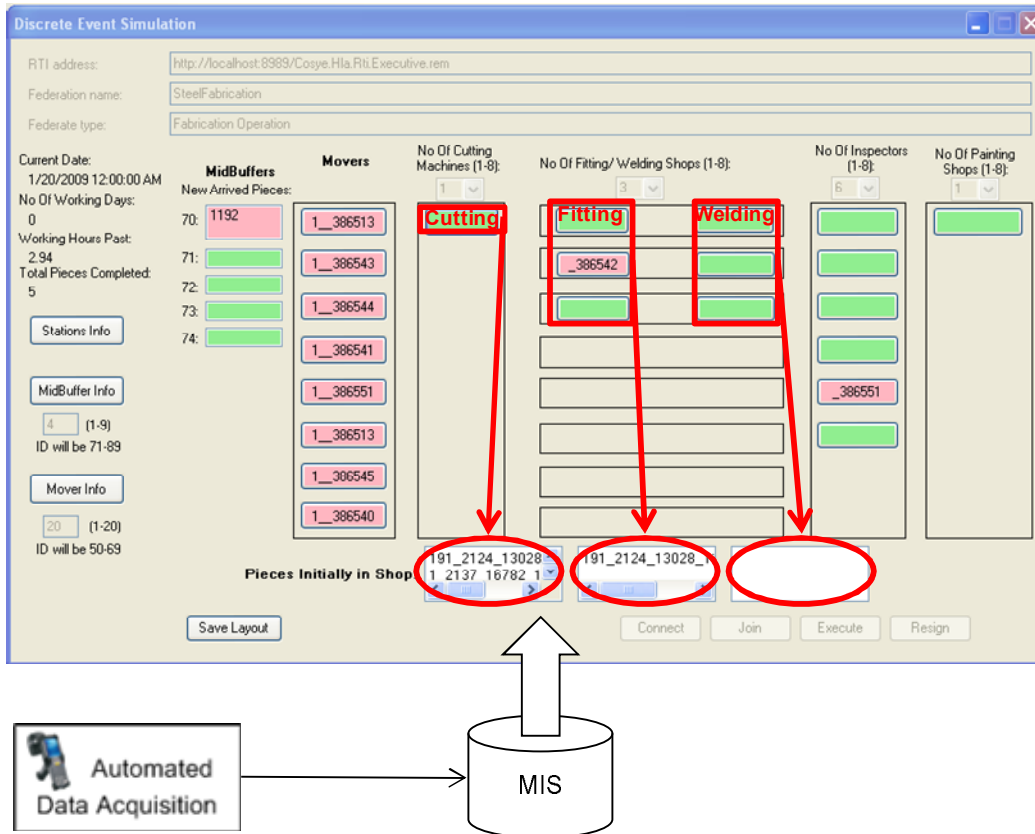 Discrete Event Simulation
RTI address: http://localhost:8989/Cosye.Hla.Rti.Executive.rem
Federation name: SteelFabrication
Federate type: Fabrication Operation
Current Date:
1/20/2009 12:00:00 AM
No Of Working Days:
0
Working Hours Past:
2.94
Total Pieces Completed:
5
Stations Info
MidBuffer Info
4 (1-9)
ID will be 71-89
Mover Info
20 (1-20)
ID will be 50-69
MidBuffers
New Arrived Pieces:
70: 1192
71:
72:
73:
74:
Movers
1__386513
1__386543
1__386544
1__386541
1__386551
1__386513
1__386545
1__386540
No Of Cutting
Machines (1-8):
1
Cutting
No Of Fitting/ Welding Shops (1-8):
3
Fitting Welding
_386542
No Of Inspectors
(1-8):
6
_386551
No Of Painting
Shops (1-8):
1
Pieces Initially in Shop:
191_2124_13028
1_2137_16782_1
191_2124_13028_1
Save Layout
Connect Join Execute Resign
Automated
Data Acquisition
MIS